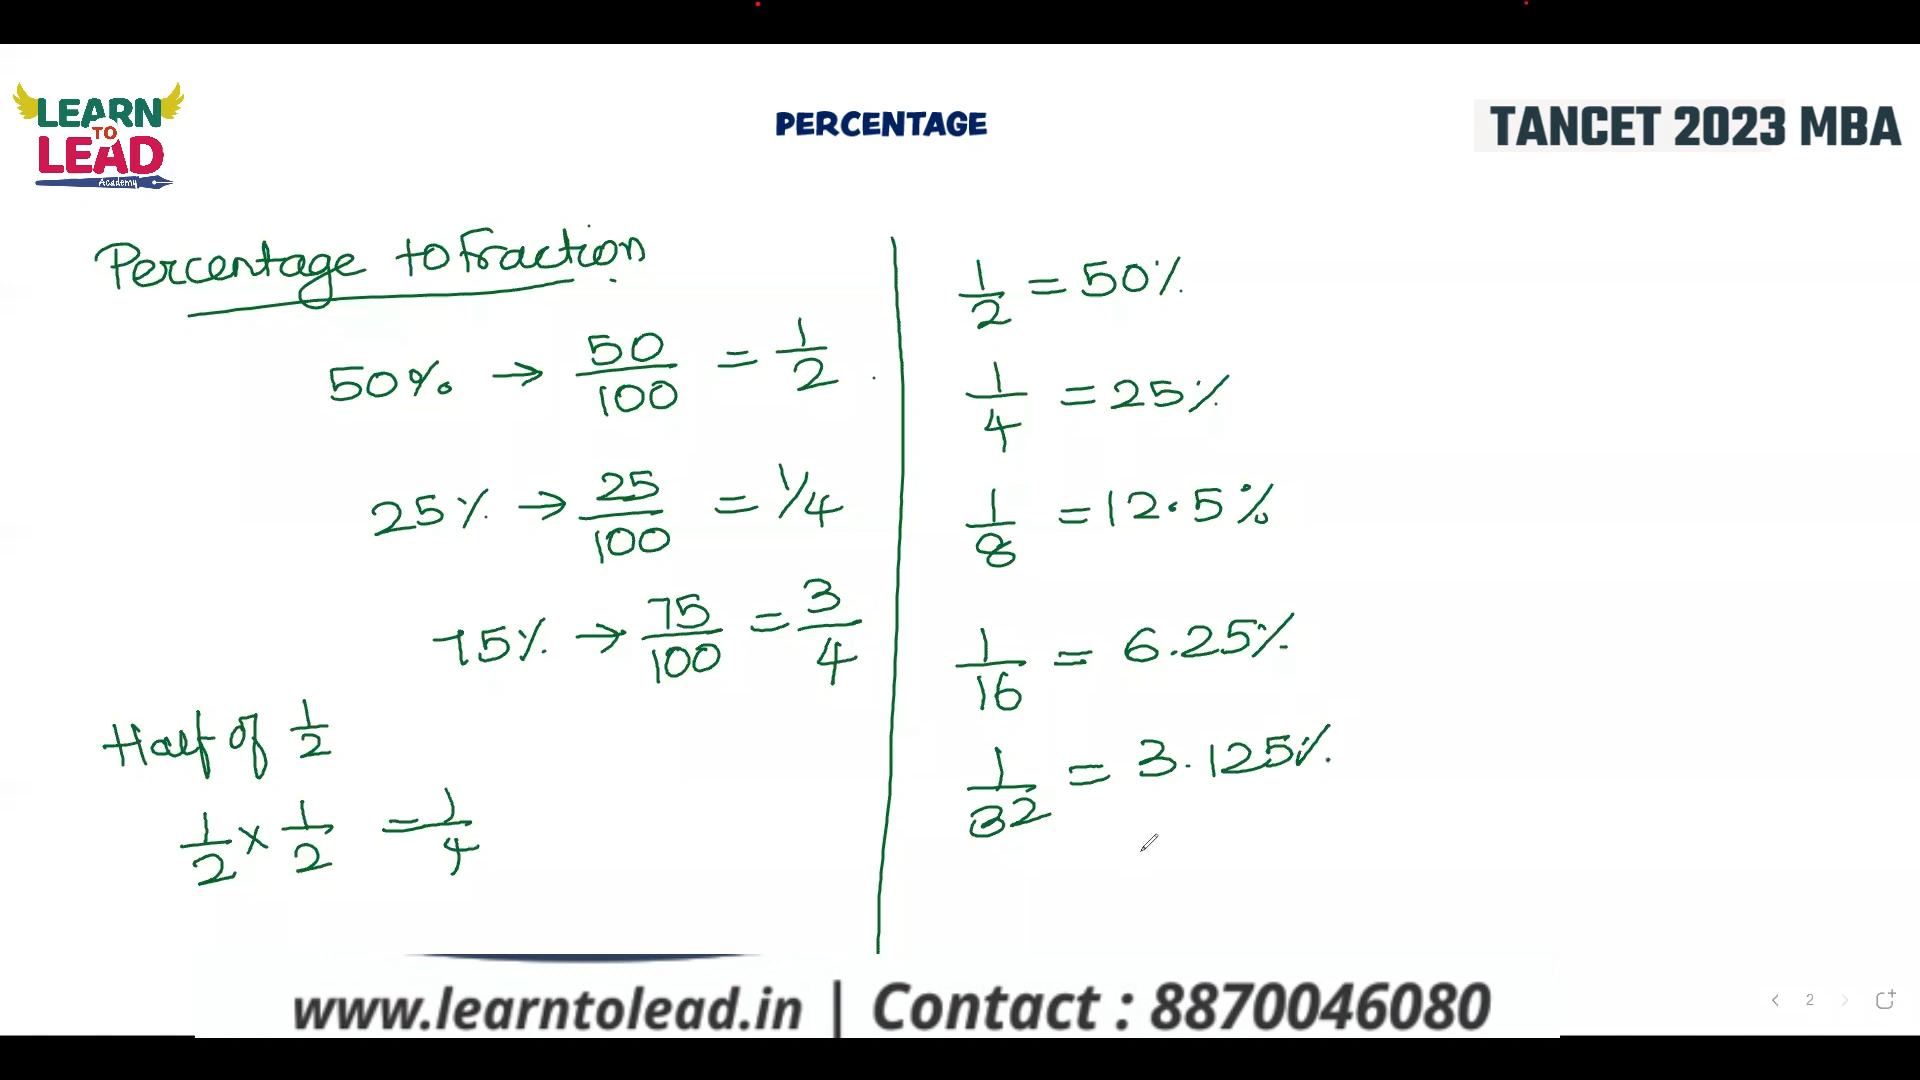 LEARN
TO
LEAD
Academy
PERCENTAGE
TANCET 2023 MBA
Percentage to Fraction
50% → 50/100 = 1/2
25% → 25/100 = 1/4
75% → 75/100 = 3/4
Half of 1/2
1/2 × 1/2 = 1/4
1/2 = 50%
1/4 = 25%
1/8 = 12.5%
1/16 = 6.25%
1/32 = 3.125%
www.learntolead.in | Contact : 8870046080
2